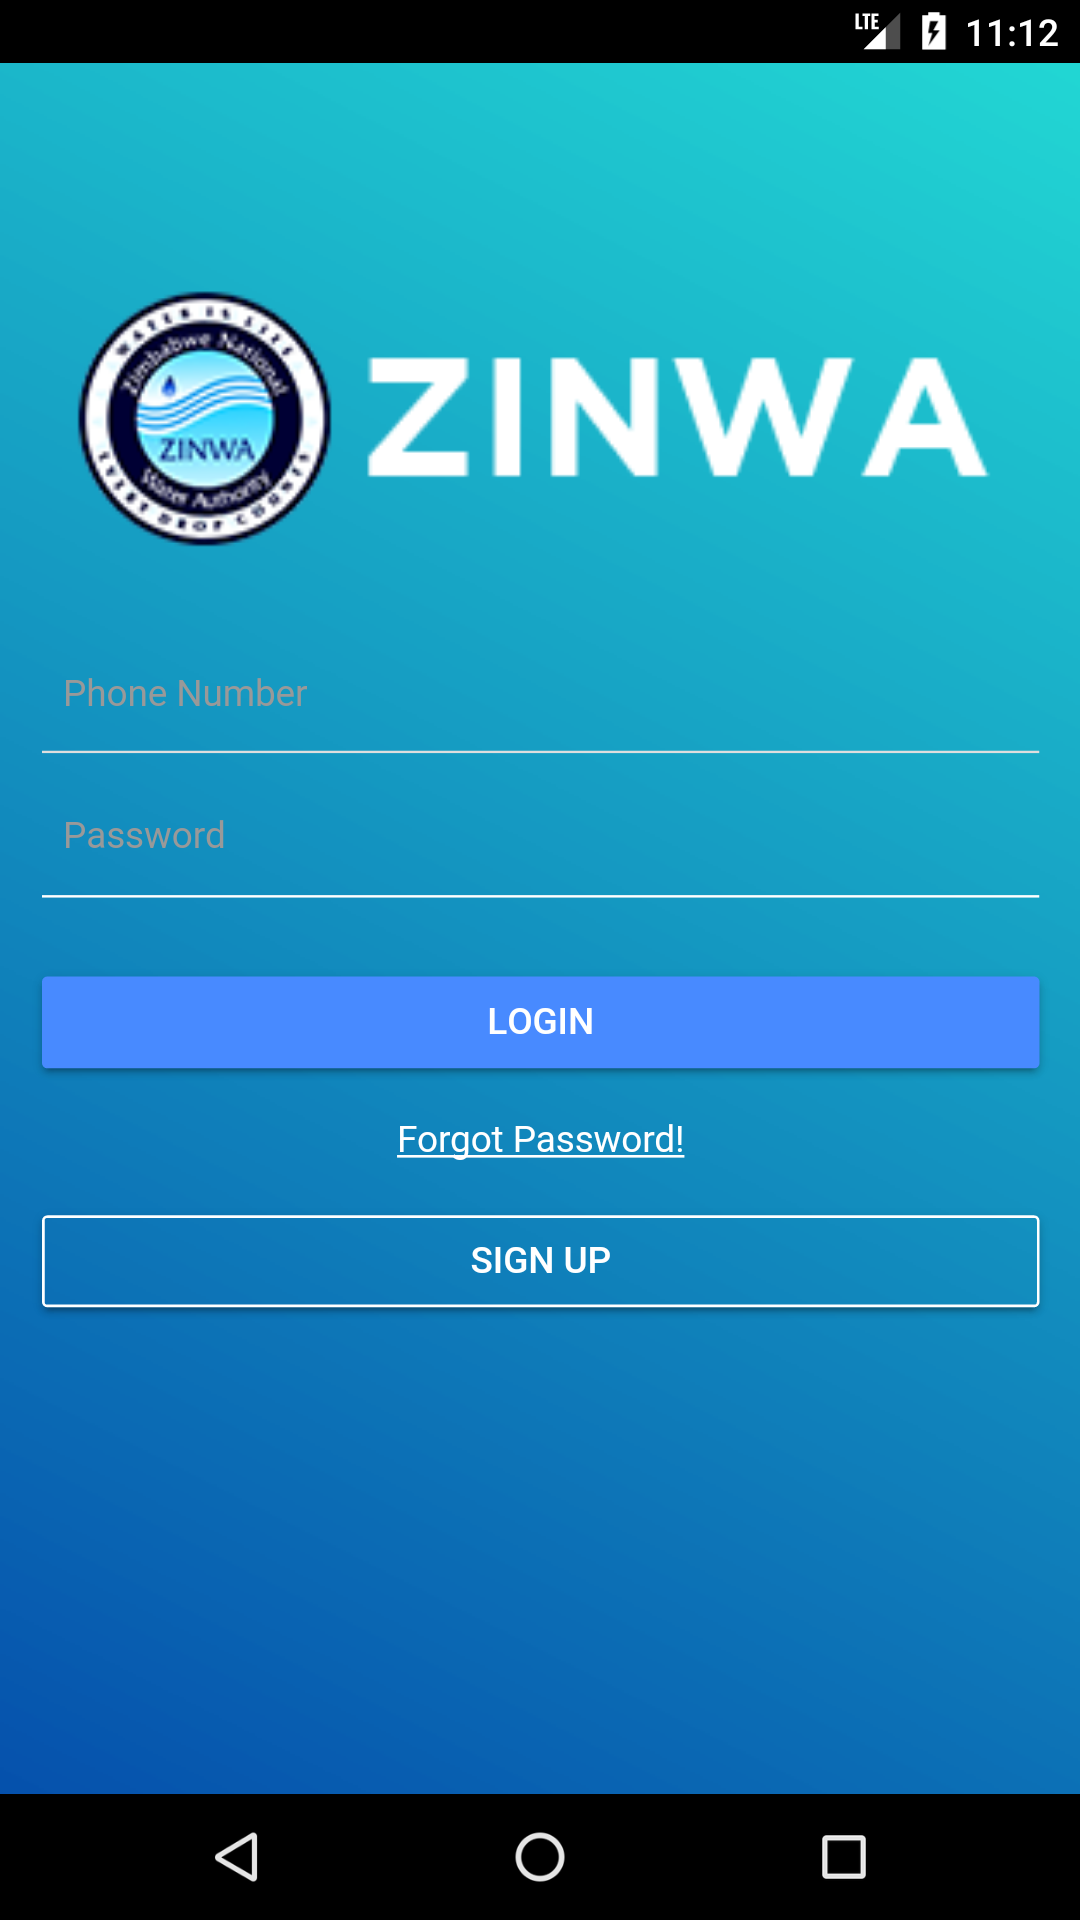 LTE 11:12
WATER IS LIFE
Zimbabwe National
ZINWA
Water Authority
EVERY DROP COUNTS
ZINWA
Phone Number
Password
LOGIN
Forgot Password!
SIGN UP